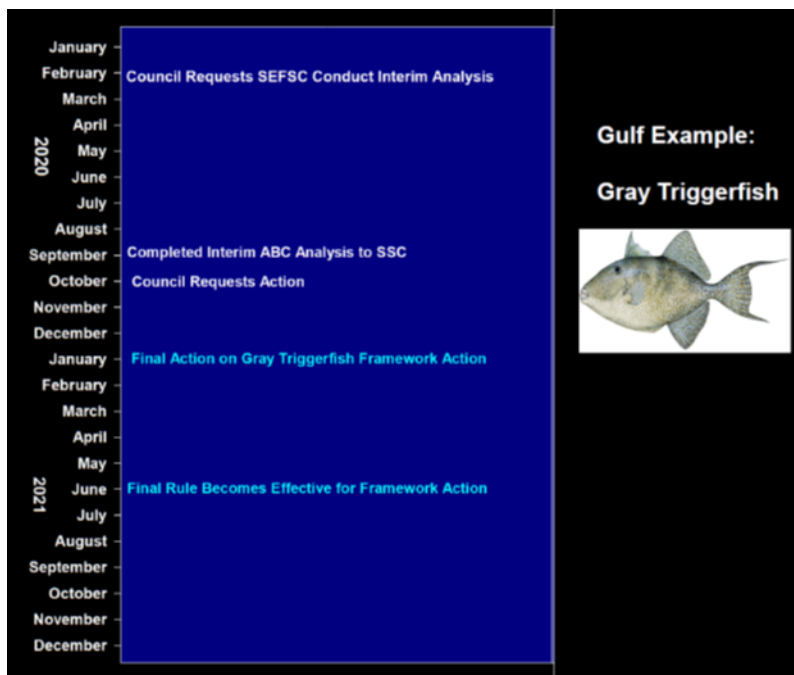 January
February Council Requests SEFSC Conduct Interim Analysis
March
April
2020
May
June
July
August
September Completed Interim ABC Analysis to SSC
October Council Requests Action
November
December
January Final Action on Gray Triggerfish Framework Action
February
March
April
May
2021
June Final Rule Becomes Effective for Framework Action
July
August
September
October
November
December
Gulf Example:
Gray Triggerfish